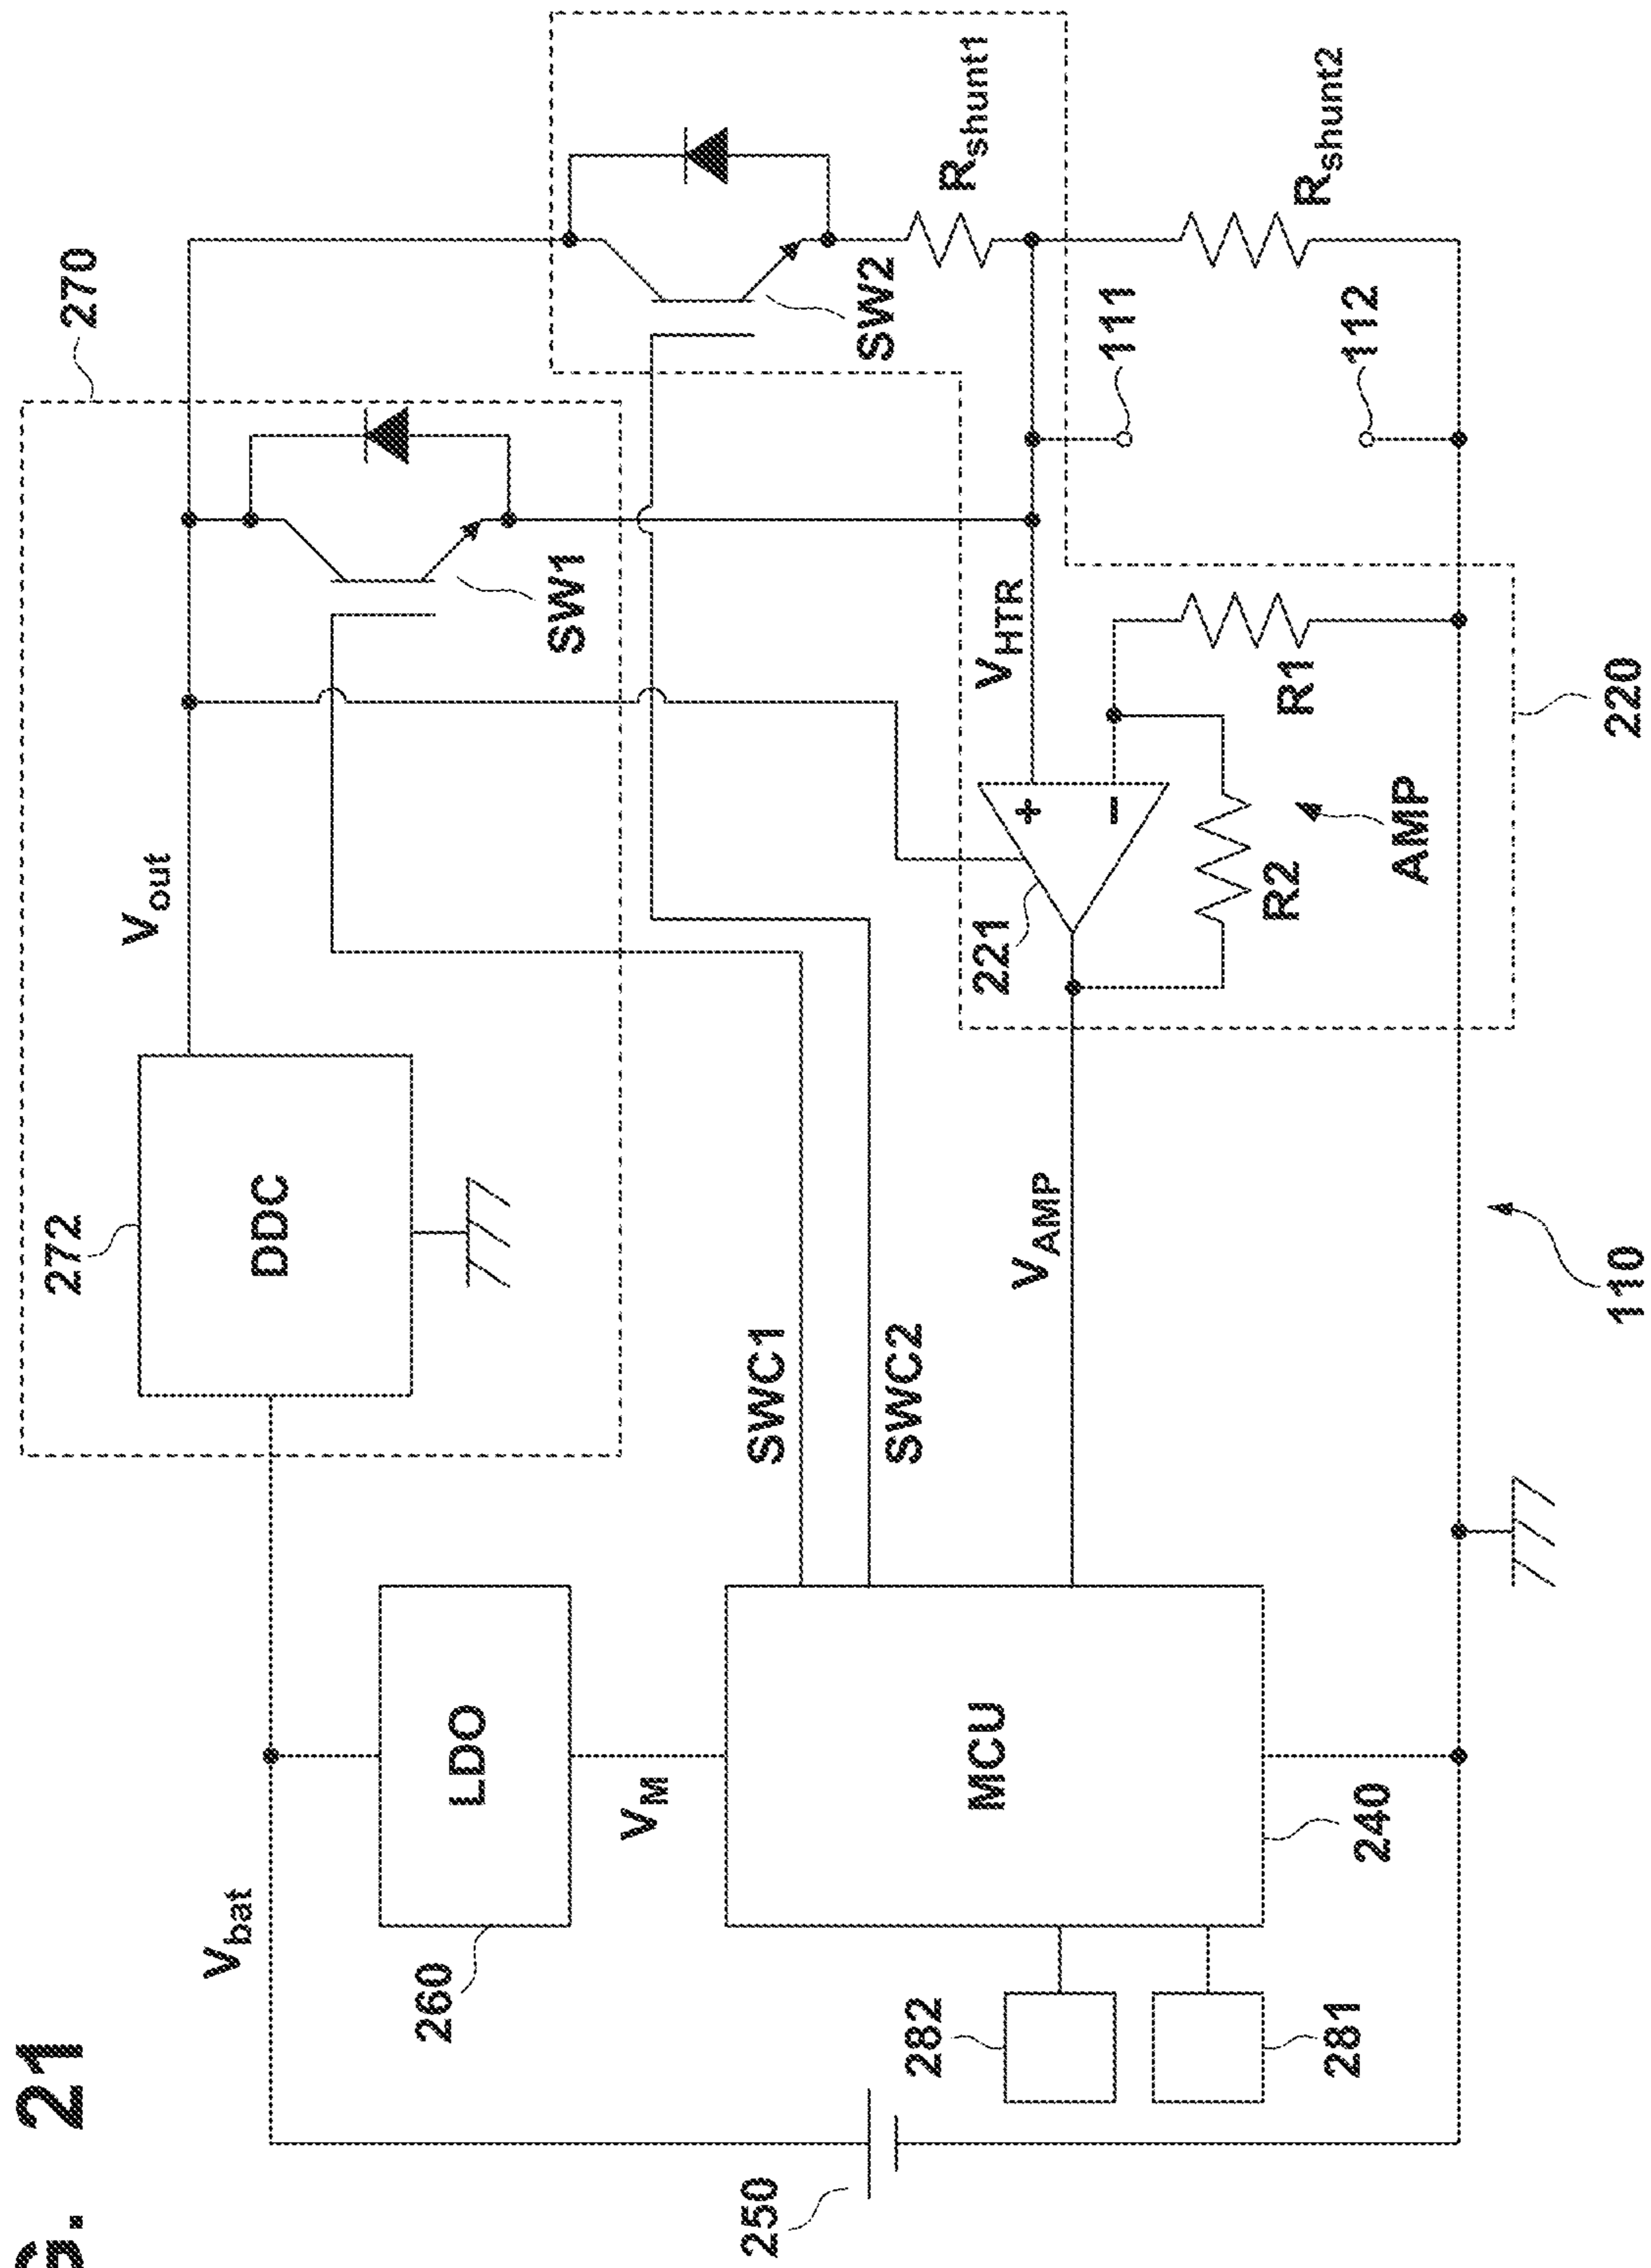 G. 21
270
272
DDC
Vout
SW1
SW2
Rshunt1
Rshunt2
111
112
Vbat
LDO
260
VM
SWC1
SWC2
VHTR
+
−
221
R1
R2
AMP
220
VAMP
MCU
240
282
281
250
110